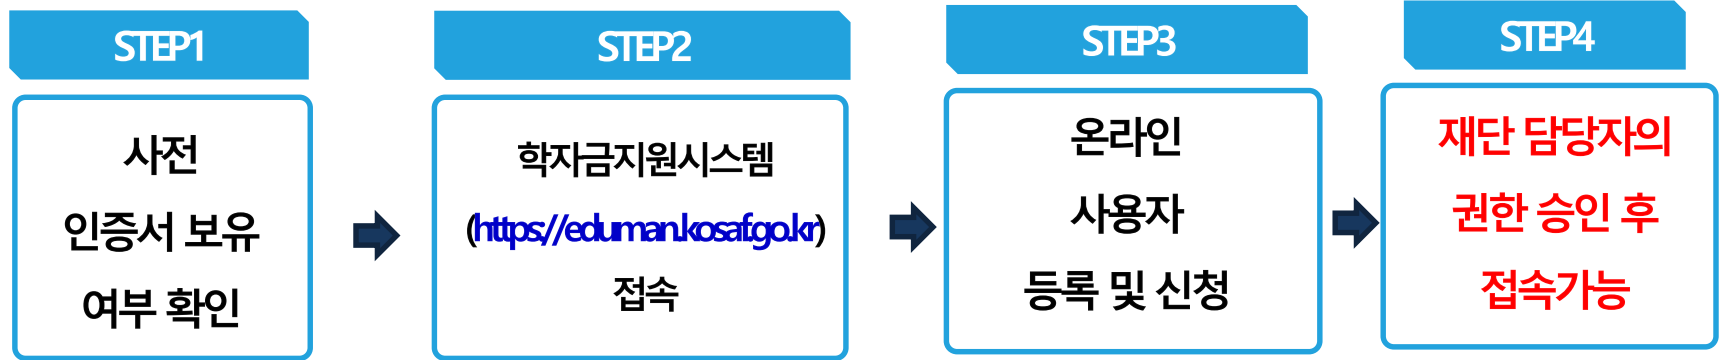 STEP1
사전
인증서 보유
여부 확인
STEP2
학자금지원시스템
(https://eduman.kosaf.go.kr)
접속
STEP3
온라인
사용자
등록 및 신청
STEP4
재단 담당자의
권한 승인 후
접속가능